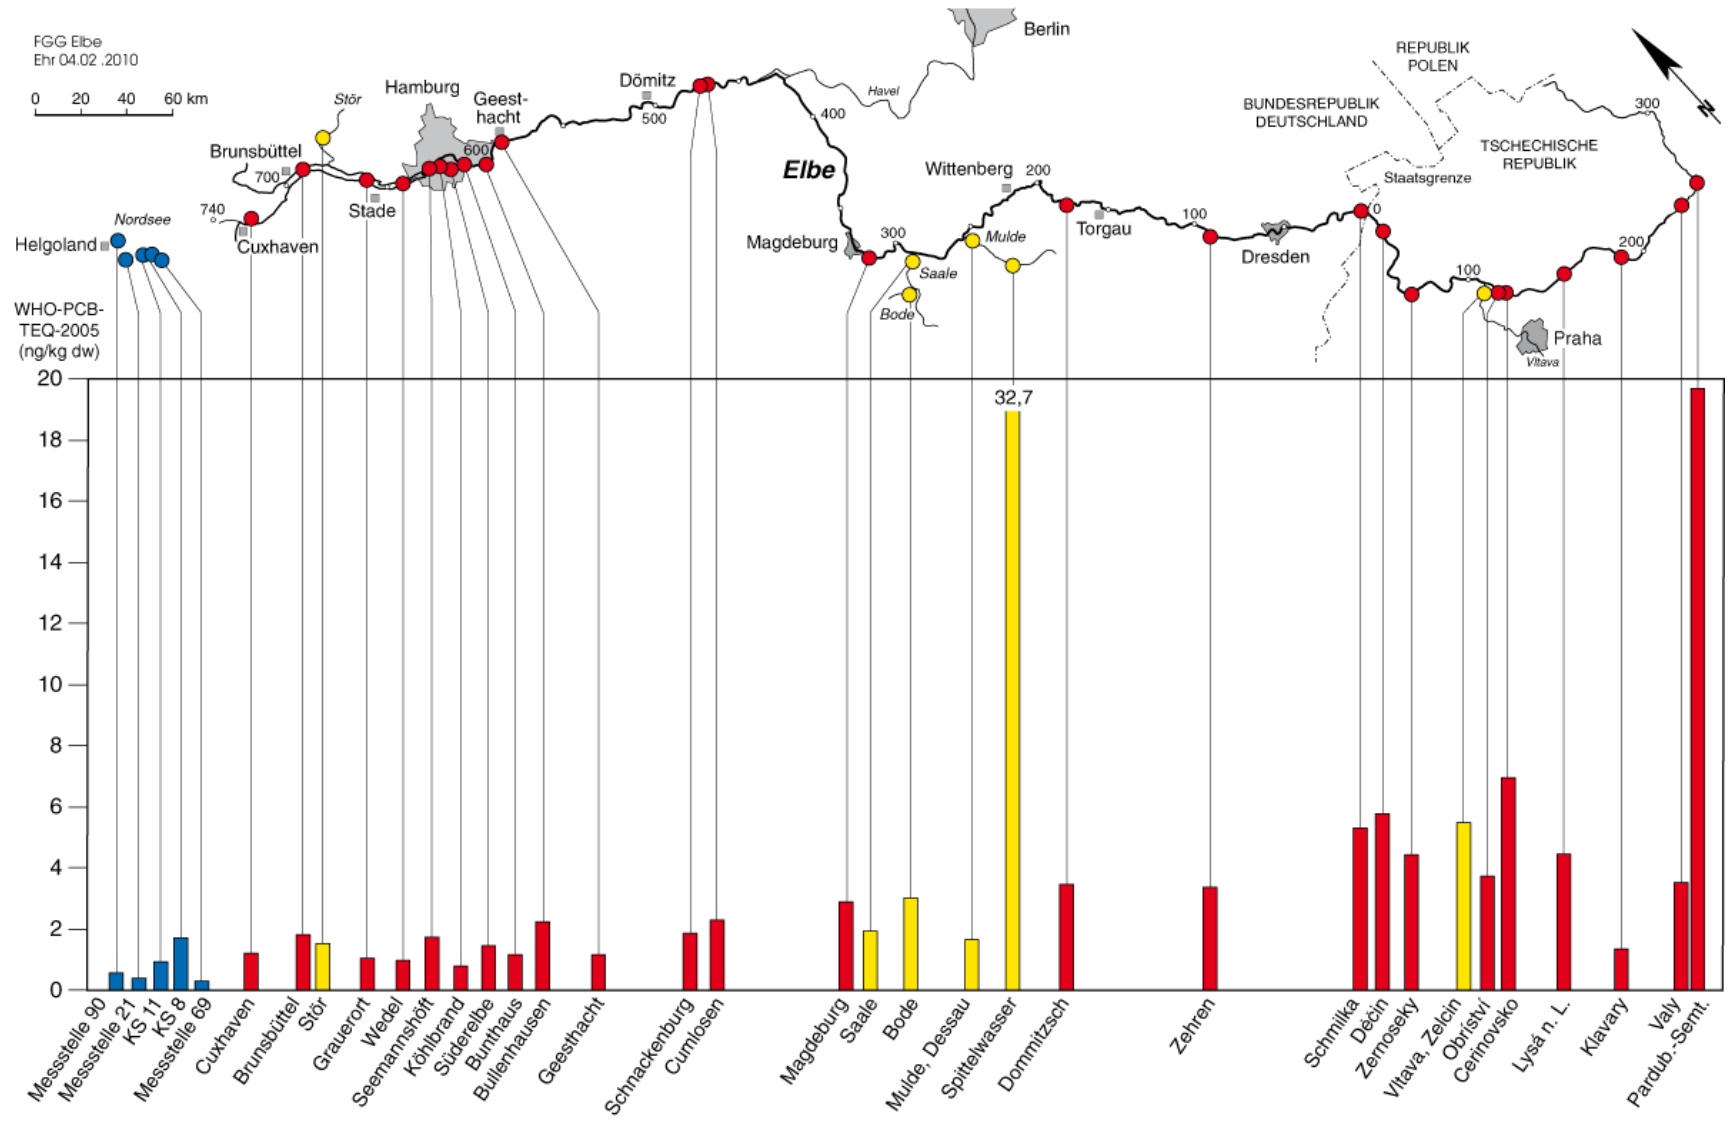 FGG Elbe
Ehr 04.02 .2010
0 20 40 60 km
Berlin
Hamburg
Stör
Geest-
hacht
Dömitz
500
Havel
400
REPUBLIK
POLEN
BUNDESREPUBLIK
DEUTSCHLAND
300
TSCHECHISCHE
REPUBLIK
Staatsgrenze
N
Brunsbüttel
700
600
Elbe
Wittenberg
200
740
Stade
Nordsee
Helgoland
Cuxhaven
Magdeburg
300
Mulde
Saale
Bode
Torgau
100
Dresden
0
200
100
Praha
Vltava
WHO-PCB-
TEQ-2005
(ng/kg dw)
20
18
16
14
12
10
8
6
4
2
0
32,7
Messstelle 90
Messstelle 21
KS 11
KS 8
Messstelle 69
Cuxhaven
Brunsbüttel
Stör
Grauerort
Wedel
Seemannshöft
Köhlbrand
Süderelbe
Bunthaus
Bullenhausen
Geesthacht
Schnackenburg
Cumlosen
Magdeburg
Saale
Bode
Mulde, Dessau
Spittelwasser
Dommitzsch
Zehren
Schmilka
Děčin
Zernoseky
Vltava, Zelcin
Obriství
Cerinovsko
Lysá n. L.
Klavary
Valy
Pardub.-Semt.